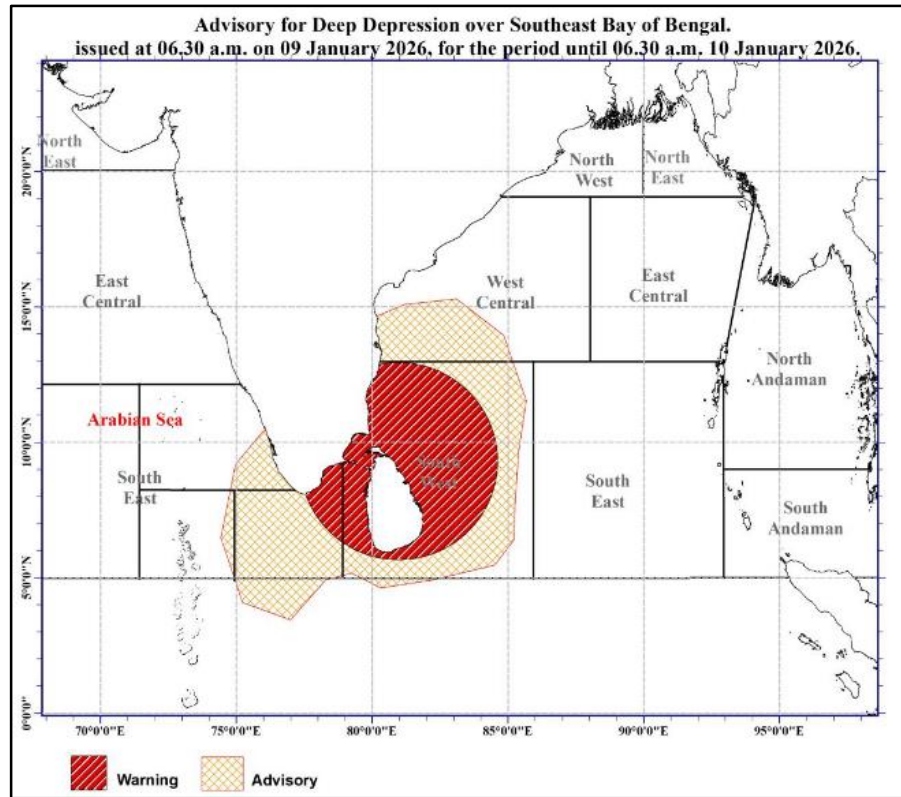 Advisory for Deep Depression over Southeast Bay of Bengal.
issued at 06.30 a.m. on 09 January 2026, for the period until 06.30 a.m. 10 January 2026.
North
East
North
West
North
East
20°0'0"N
East
Central
West
Central
East
Central
15°0'0"N
North
Andaman
Arabian Sea
10°0'0"N
South
East
South
West
South
East
South
Andaman
5°0'0"N
0°0'0"
70°0'0"E
75°0'0"E
80°0'0"E
85°0'0"E
90°0'0"E
95°0'0"E
Warning
Advisory